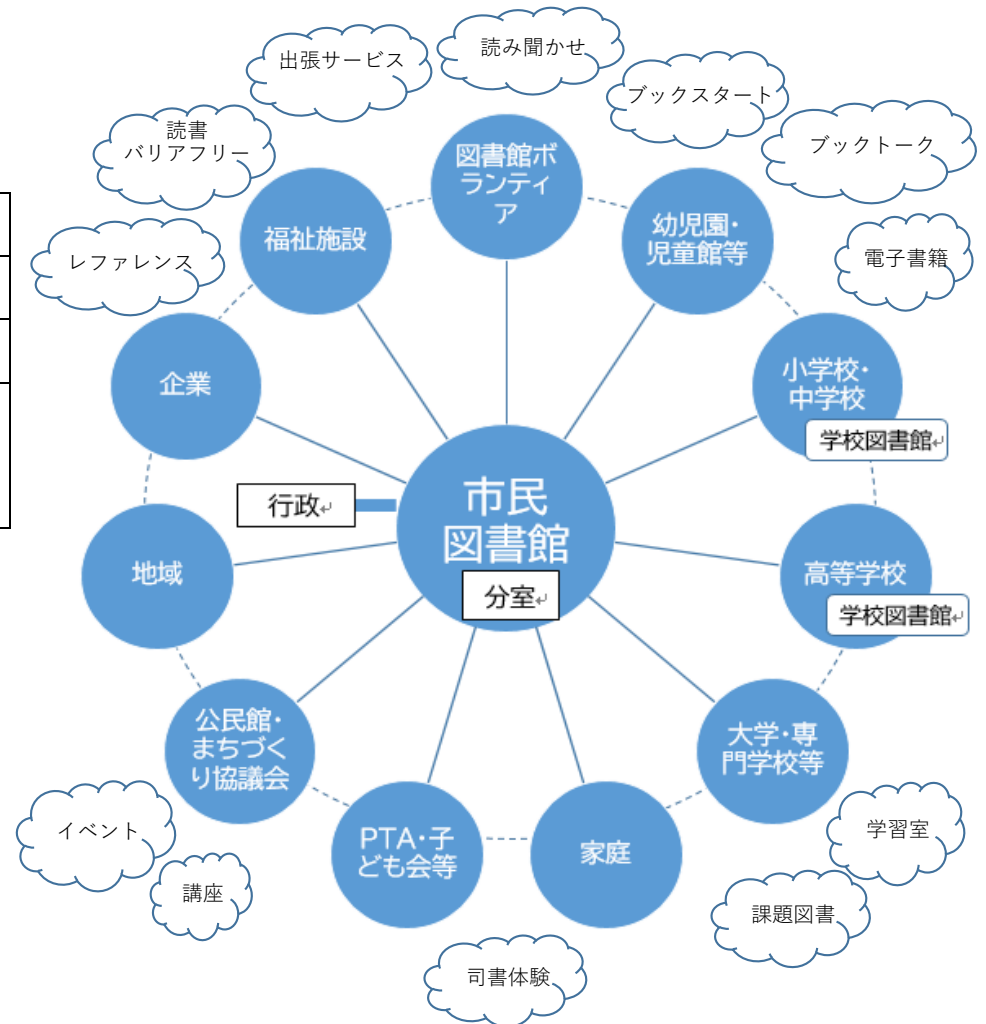 出張サービス
読み聞かせ
ブックスタート
読書
バリアフリー
ブックトーク
図書館ボ
ランティ
ア
福祉施設
幼児園・
児童館等
レファレンス
電子書籍
企業
小学校・
中学校
学校図書館↵
行政↵
市民
図書館
分室↵
地域
高等学校
学校図書館↵
公民館・
まちづく
り協議会
大学・専
門学校等
PTA・子
ども会等
家庭
イベント
講座
学習室
課題図書
司書体験